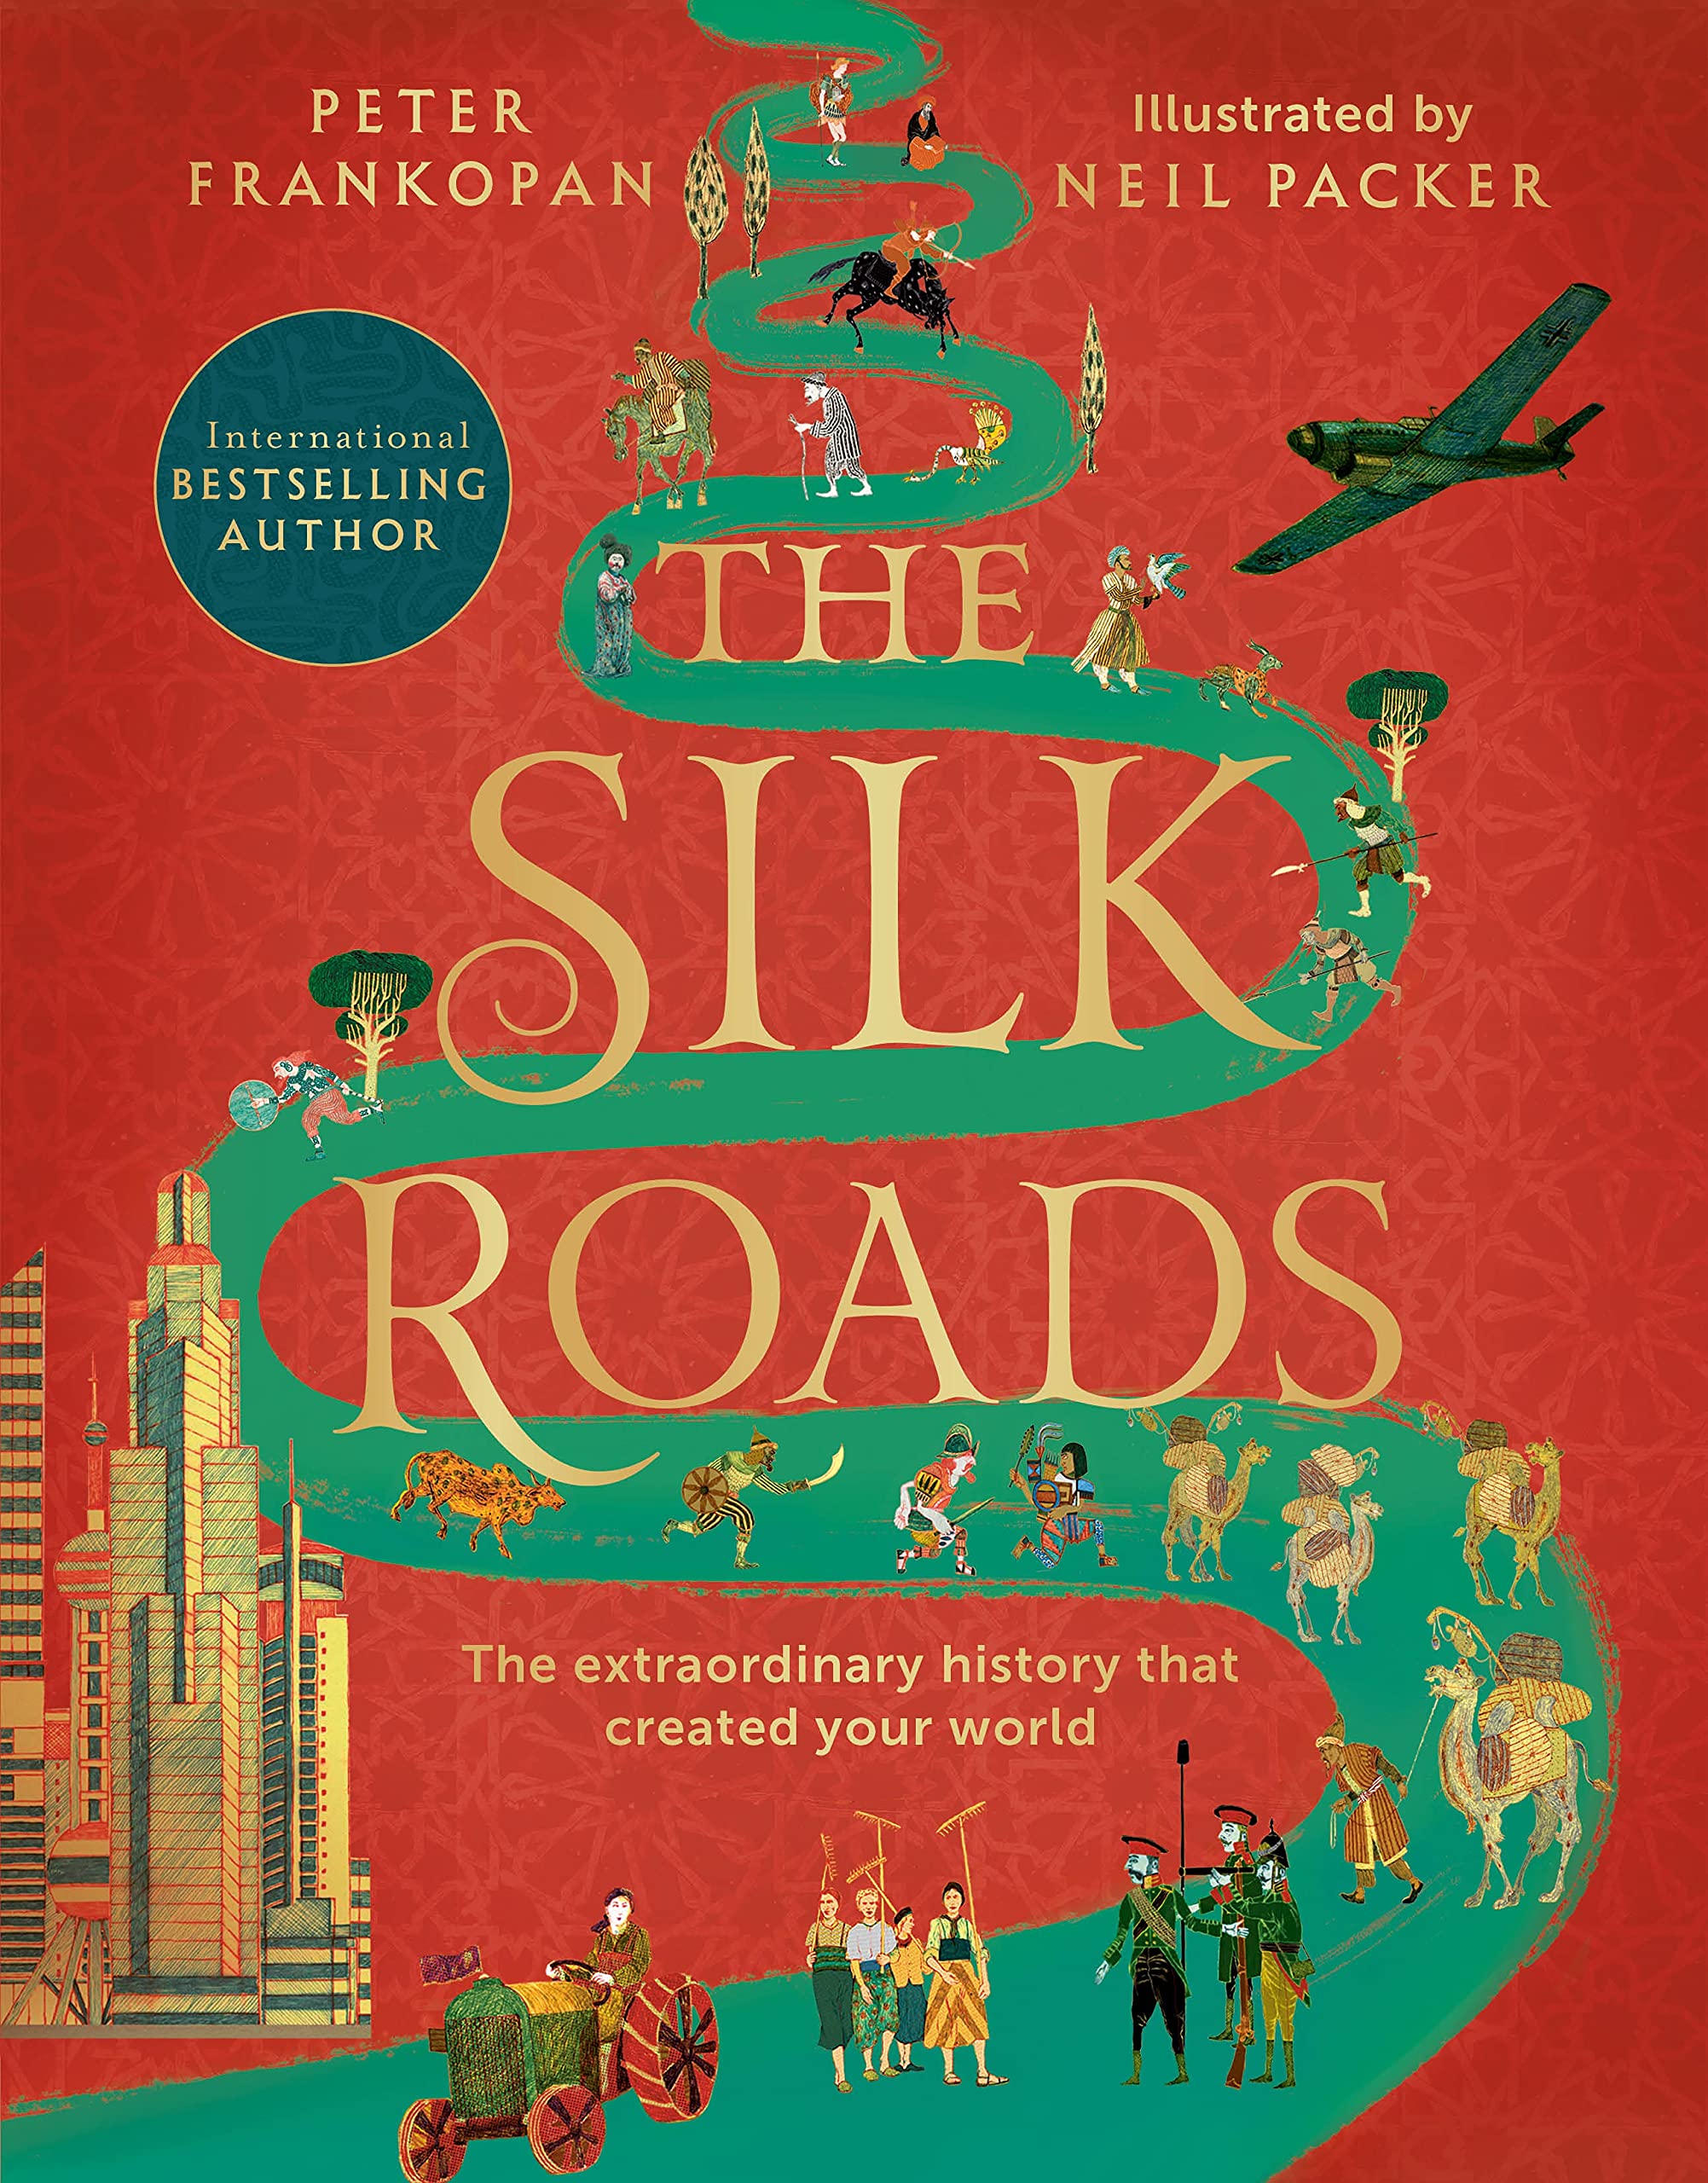 PETER
FRANKOPAN
Illustrated by
NEIL PACKER
International
BESTSELLING
AUTHOR
THE
SILK
ROADS
The extraordinary history that
created your world